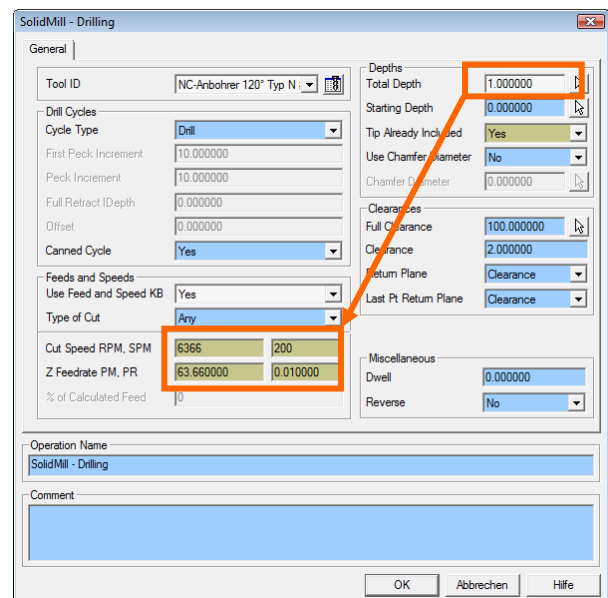 SolidMill - Drilling
General
Tool ID
NC-Anbohrer 120° Typ N
Drill Cycles
Cycle Type
Drill
First Peck Increment
10.000000
Peck Increment
10.000000
Full Retract IDepth
0.000000
Offset
0.000000
Canned Cycle
Yes
Feeds and Speeds
Use Feed and Speed KB
Yes
Type of Cut
Any
Cut Speed RPM, SPM
6366
200
Z Feedrate PM, PR
63.660000
0.010000
% of Calculated Feed
0
Depths
Total Depth
1.000000
Starting Depth
0.000000
Tip Already Included
Yes
Use Chamfer Diameter
No
Chamfer Diameter
0.000000
Clearances
Full Clearance
100.000000
Clearance
2.000000
Return Plane
Clearance
Last Pt Return Plane
Clearance
Miscellaneous
Dwell
0.000000
Reverse
No
Operation Name
SolidMill - Drilling
Comment
OK
Abbrechen
Hilfe